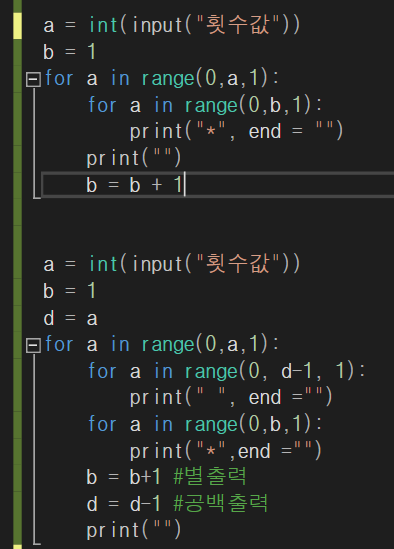 a = int(input("횟수값"))
b = 1
for a in range(0,a,1):
    for a in range(0,b,1):
        print("*", end = "")
    print("")
    b = b + 1
a = int(input("횟수값"))
b = 1
d = a
for a in range(0,a,1):
    for a in range(0, d-1, 1):
        print(" ", end ="")
    for a in range(0,b,1):
        print("*",end ="")
    b = b+1 #별출력
    d = d-1 #공백출력
    print("")